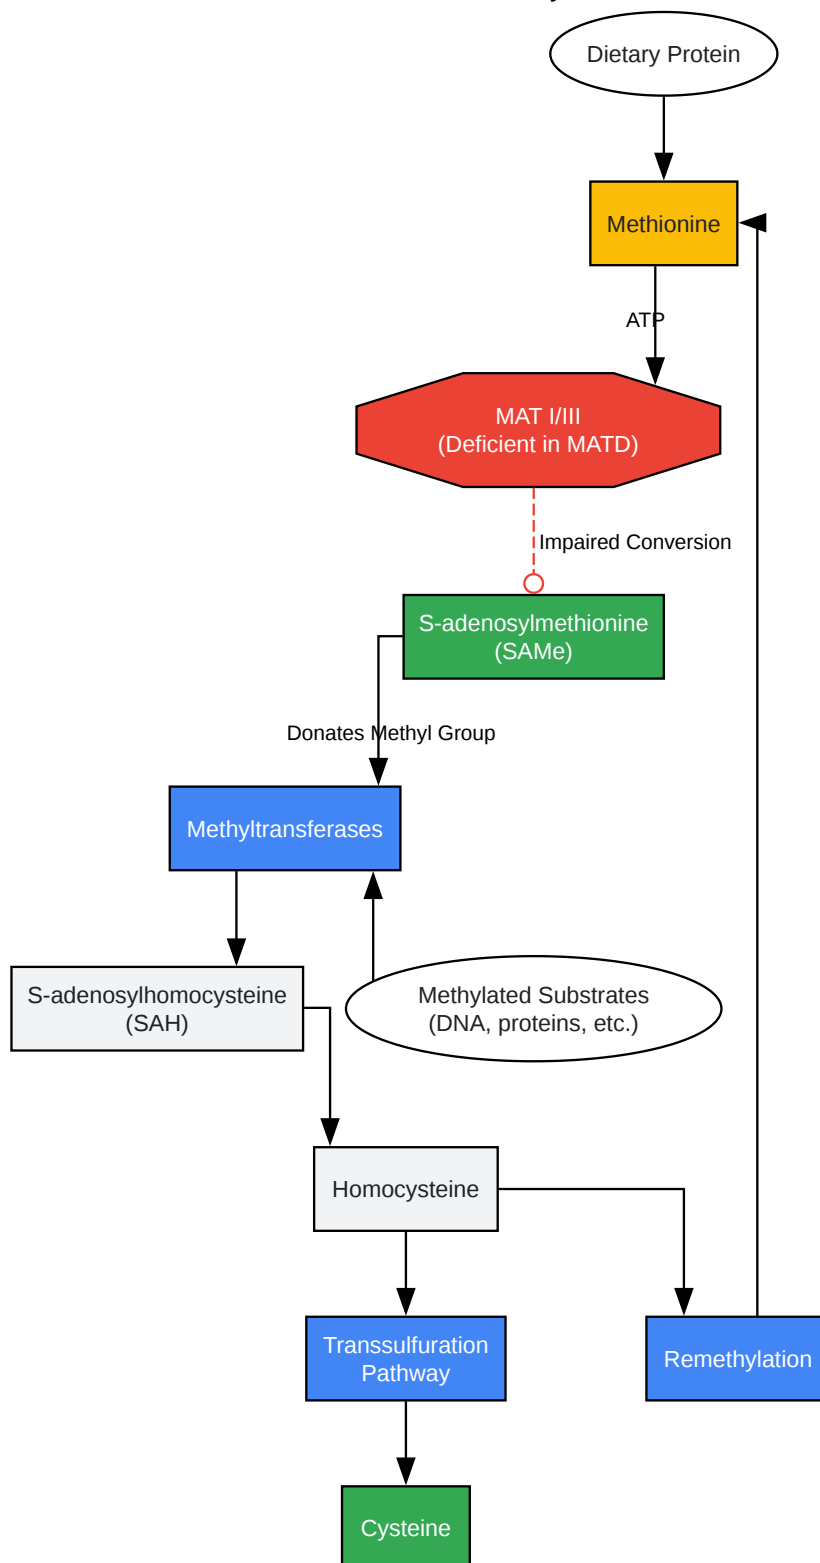 Dietary Protein
Methionine
ATP
MAT I/III
(Deficient in MATD)
Impaired Conversion
S-adenosylmethionine
(SAMe)
Donates Methyl Group
Methyltransferases
S-adenosylhomocysteine
(SAH)
Methylated Substrates
(DNA, proteins, etc.)
Homocysteine
Transsulfuration
Pathway
Remethylation
Cysteine